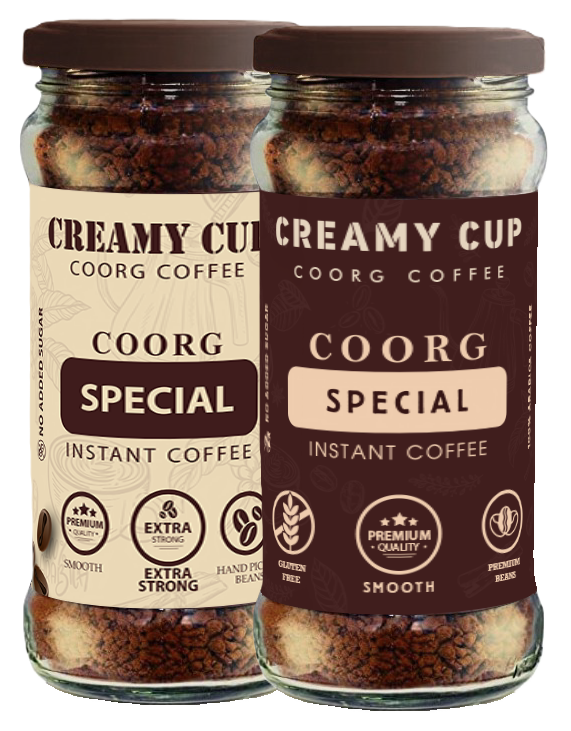 CREAMY CUP
COORG COFFEE
COORG
SPECIAL
INSTANT COFFEE
NO ADDED SUGAR
PREMIUM
QUALITY
SMOOTH
EXTRA
STRONG
EXTRA
STRONG
HAND PIC
BEANS
CREAMY CUP
COORG COFFEE
COORG
SPECIAL
INSTANT COFFEE
NO ADDED SUGAR
100% ARABICA COFFEE
GLUTEN
FREE
PREMIUM
QUALITY
SMOOTH
PREMIUM
BEANS